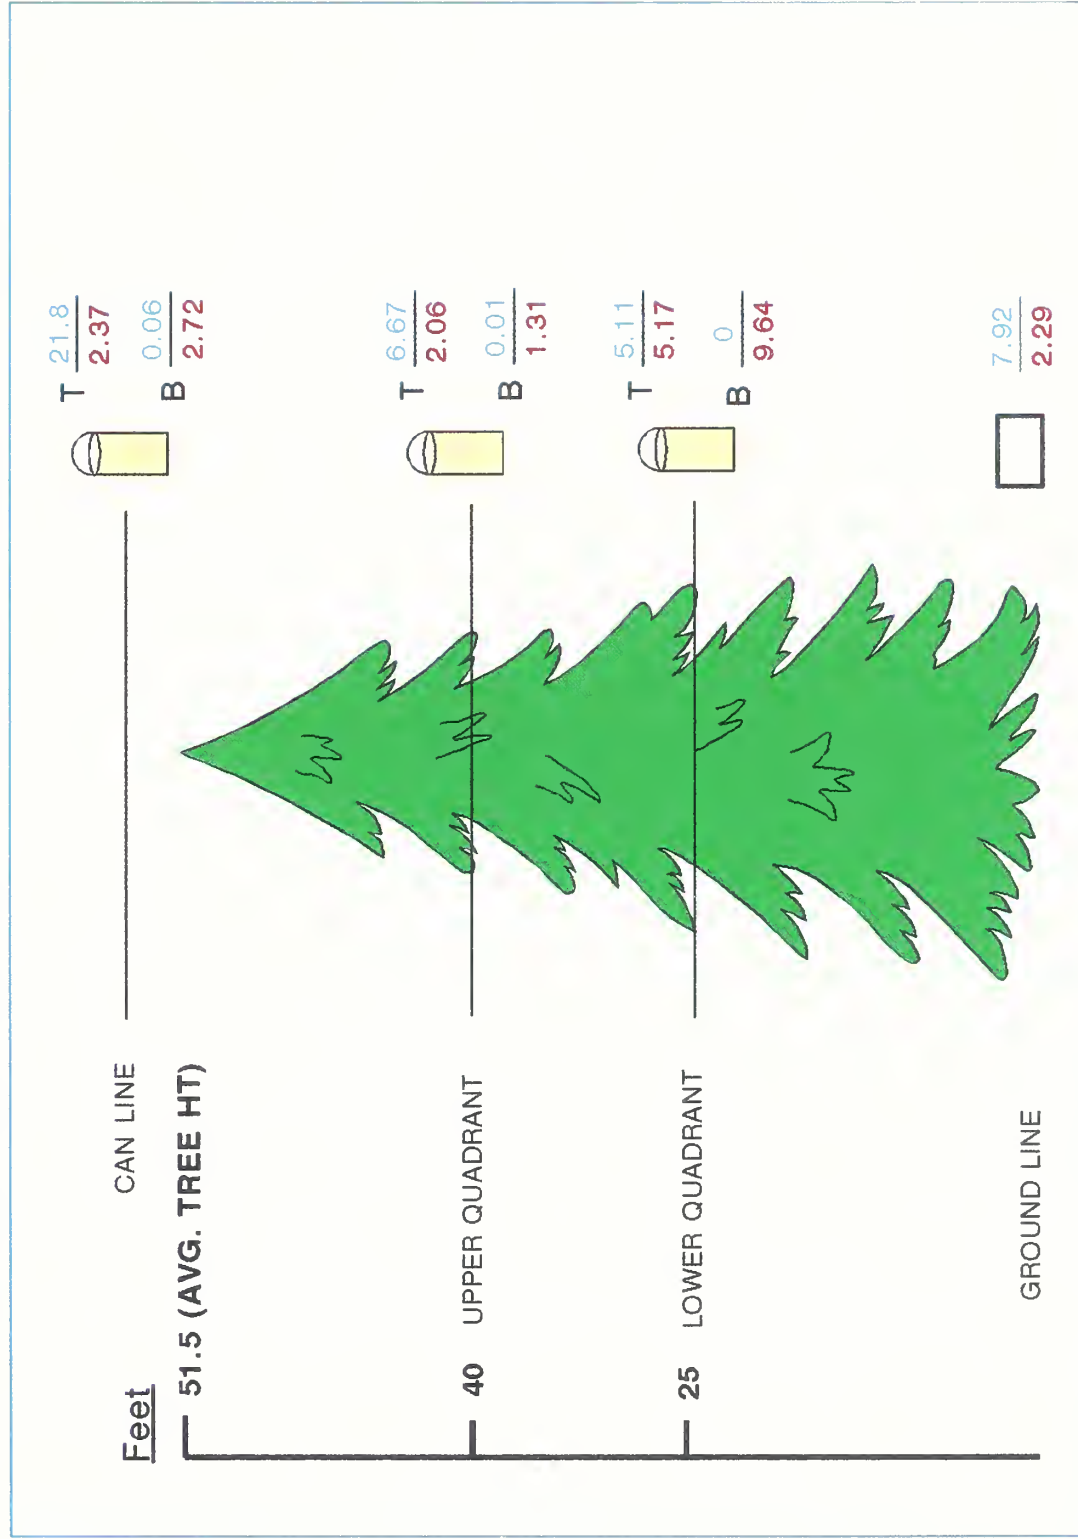 Feet
CAN LINE
T 21.8
2.37
B 0.06
2.72
51.5 (AVG. TREE HT)
40 UPPER QUADRANT
T 6.67
2.06
B 0.01
1.31
25 LOWER QUADRANT
T 5.11
5.17
B 0
9.64
GROUND LINE
7.92
2.29